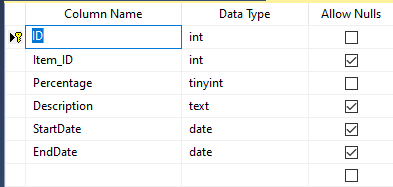 Column Name Data Type Allow Nulls
ID int
Item_ID int
Percentage tinyint
Description text
StartDate date
EndDate date